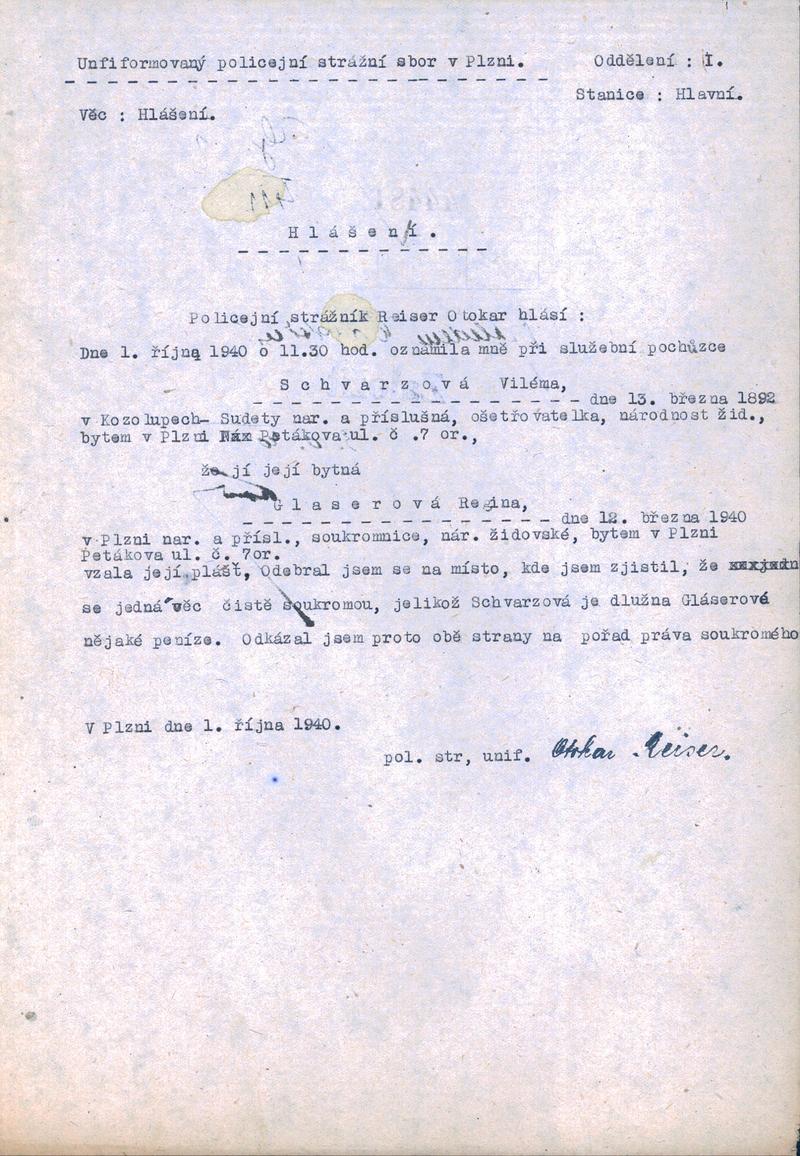 Unfiformovaný policejní strážní sbor v Plzni. Oddělení : I.
Stanice : Hlavní.
Věc : Hlášení.
Hlášení.
Policejní strážník Reiser Otokar hlásí :
Dne 1. října 1940 o 11.30 hod. oznámila mně při služební pochůzce
Schvarzová Viléma,
dne 13. března 1892
v Kozolupech- Sudety nar. a příslušná, ošetřovatelka, národnost žid.,
bytem v Plzni Petákova ul. č .7 or.,
že jí její bytná
Glaserová Regina,
dne 12. března 1940
v Plzni nar. a přísl., soukromnice, nár. židovské, bytem v Plzni
Petákova ul. č. 7or.
vzala její plášť, Odebral jsem se na místo, kde jsem zjistil, že
se jedná věc čistě soukromou, jelikož Schvarzová je dlužna Gláserové
nějaké peníze. Odkázal jsem proto obě strany na pořad práva soukromého
V Plzni dne 1. října 1940.
pol. str, unif. Otokar Reiser.